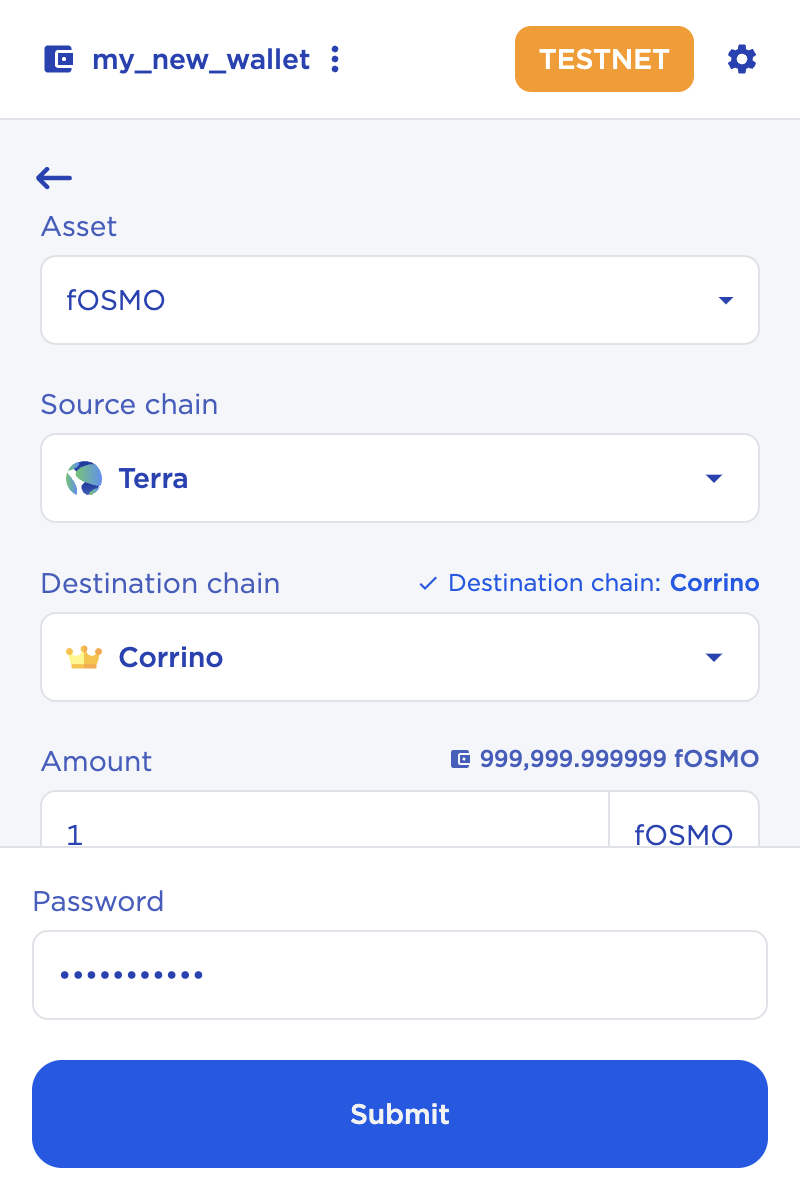 my_new_wallet
TESTNET
Asset
fOSMO
Source chain
Terra
Destination chain
Destination chain: Corrino
Corrino
Amount
999,999.999999 fOSMO
1
fOSMO
Password
•••••••••••
Submit